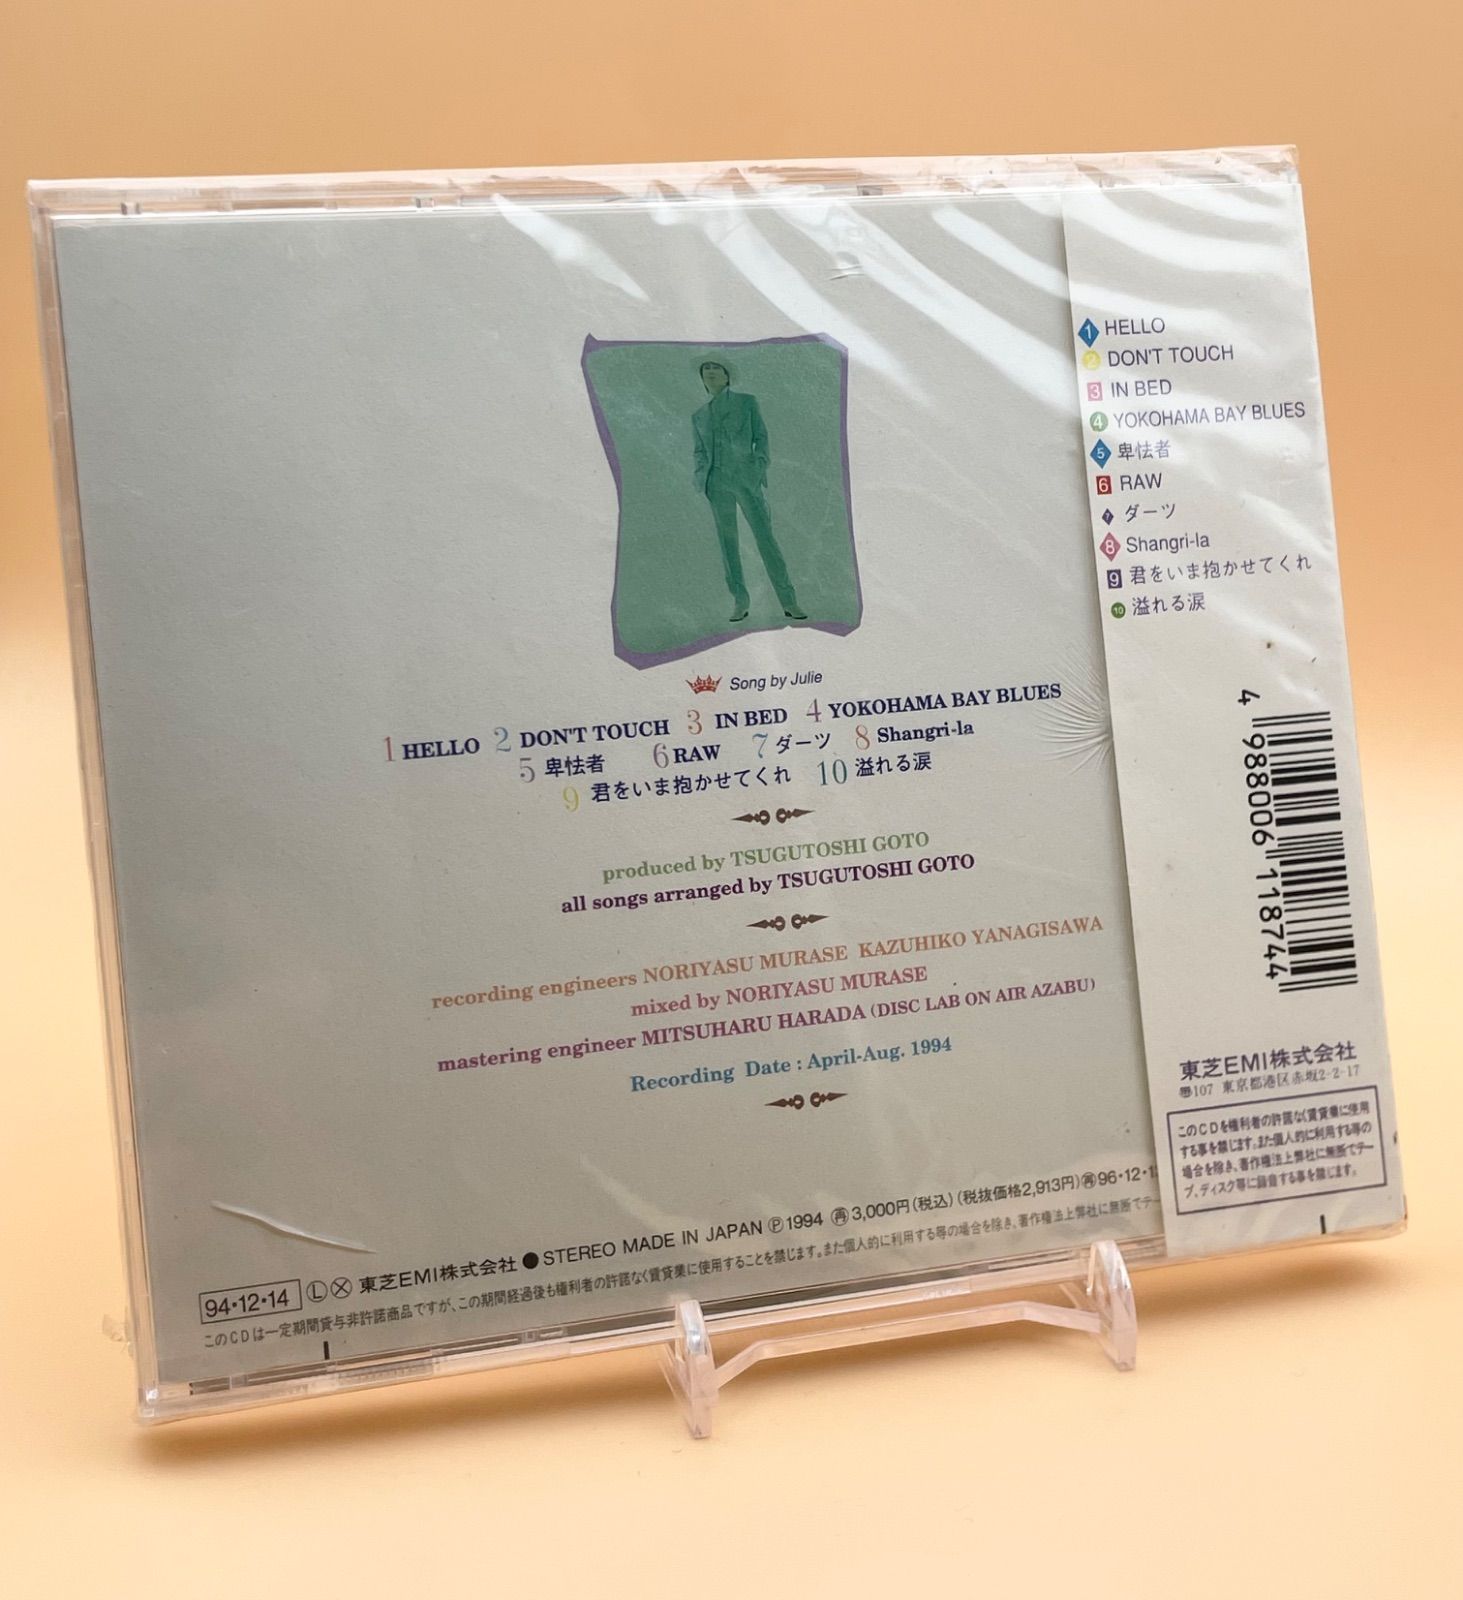 Song by Julie
1 HELLO 2 DON'T TOUCH 3 IN BED 4 YOKOHAMA BAY BLUES
5 卑怯者 6 RAW 7 ダーツ 8 Shangri-la
9 君をいま抱かせてくれ 10 溢れる涙
produced by TSUGUTOSHI GOTO
all songs arranged by TSUGUTOSHI GOTO
recording engineers NORIYASU MURASE KAZUHIKO YANAGISAWA
mixed by NORIYASU MURASE
mastering engineer MITSUHARU HARADA (DISC LAB ON AIR AZABU)
Recording Date : April-Aug. 1994
94・12・14 Ⓛ Ⓧ 東芝EMI株式会社 ●STEREO MADE IN JAPAN Ⓟ1994 �
3,000円(税込)(税抜価格2,913円)�
96・12・1
このCDは一定期間貸与非許諾商品ですが、この期間経過後も権利者の許諾なく賃貸業に使用することを禁じます。また個人的に利用する等の場合を除き、著作権法上弊社に無断でテー
1 HELLO
2 DON'T TOUCH
3 IN BED
4 YOKOHAMA BAY BLUES
5 卑怯者
6 RAW
7 ダーツ
8 Shangri-la
9 君をいま抱かせてくれ
10 溢れる涙
4 988006 118744
東芝EMI株式会社
〠107 東京都港区赤坂2-2-17
このCDを権利者の許諾なく賃貸業に使用
する事を禁じます。また個人的に利用する等の
場合を除き、著作権法上弊社に無断でテー
プ、ディスク等に録音する事を禁じます。